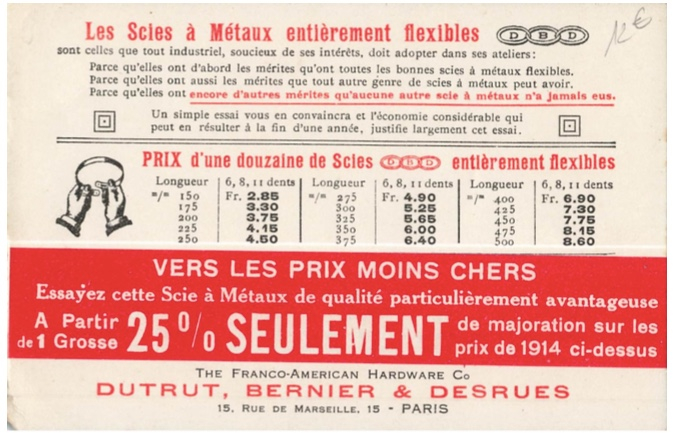 12€
Les Scies à Métaux entièrement flexibles DBD
sont celles que tout industriel, soucieux de ses intérêts, doit adopter dans ses ateliers:
Parce qu'elles ont d'abord les mérites qu'ont toutes les bonnes scies à métaux flexibles.
Parce qu'elles ont aussi les mérites que tout autre genre de scies à métaux peut avoir.
Parce qu'elles ont encore d'autres mérites qu'aucune autre scie à métaux n'a jamais eus.
Un simple essai vous en convaincra et l'économie considérable qui
peut en résulter à la fin d'une année, justifie largement cet essai.
PRIX d'une douzaine de Scies DBD entièrement flexibles
Longueur 6, 8, 11 dents Longueur 6, 8, 11 dents Longueur 6, 8, 11 dents
m/m 150 Fr. 2.85 m/m 275 Fr. 4.90 m/m 400 Fr. 6.90
175 3.30 300 5.25 425 7.30
200 3.75 325 5.65 450 7.75
225 4.15 350 6.00 475 8.15
250 4.50 375 6.40 500 8.60
VERS LES PRIX MOINS CHERS
Essayez cette Scie à Métaux de qualité particulièrement avantageuse
A Partir de 1 Grosse 25% SEULEMENT de majoration sur les prix de 1914 ci-dessus
THE FRANCO-AMERICAN HARDWARE Co
DUTRUT, BERNIER & DESRUES
15, RUE DE MARSEILLE, 15 - PARIS